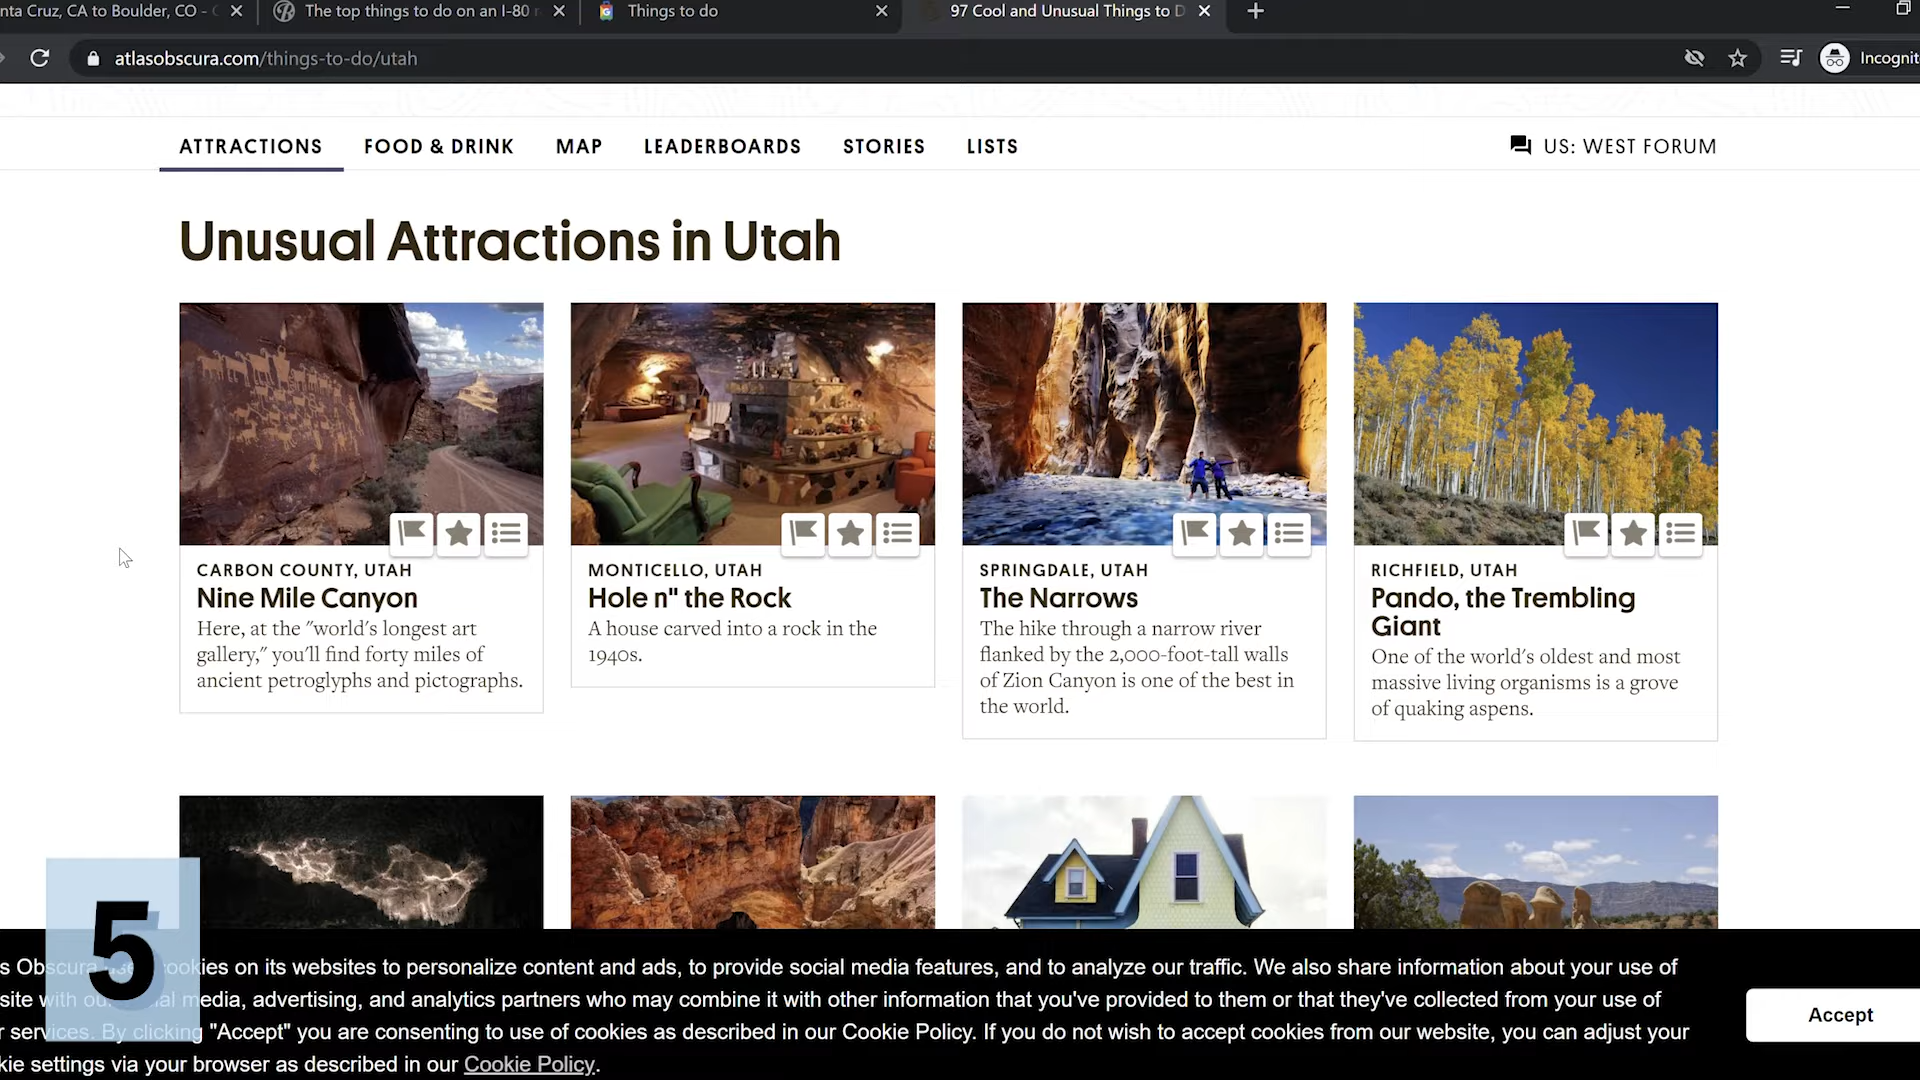 nta Cruz, CA to Boulder, CO -
The top things to do on an I-80
Things to do
97 Cool and Unusual Things to D
atlasobscura.com/things-to-do/utah
Incognit
ATTRACTIONS
FOOD & DRINK
MAP
LEADERBOARDS
STORIES
LISTS
US: WEST FORUM
Unusual Attractions in Utah
CARBON COUNTY, UTAH
Nine Mile Canyon
Here, at the "world's longest art
gallery," you'll find forty miles of
ancient petroglyphs and pictographs.
MONTICELLO, UTAH
Hole n" the Rock
A house carved into a rock in the
1940s.
SPRINGDALE, UTAH
The Narrows
The hike through a narrow river
flanked by the 2,000-foot-tall walls
of Zion Canyon is one of the best in
the world.
RICHFIELD, UTAH
Pando, the Trembling
Giant
One of the world's oldest and most
massive living organisms is a grove
of quaking aspens.
5
s Obscura cookies on its websites to personalize content and ads, to provide social media features, and to analyze our traffic. We also share information about your use of
site with media, advertising, and analytics partners who may combine it with other information that you've provided to them or that they've collected from your use of
r services. By clicking "Accept" you are consenting to use of cookies as described in our Cookie Policy. If you do not wish to accept cookies from our website, you can adjust your
kie settings via your browser as described in our Cookie Policy.
Accept